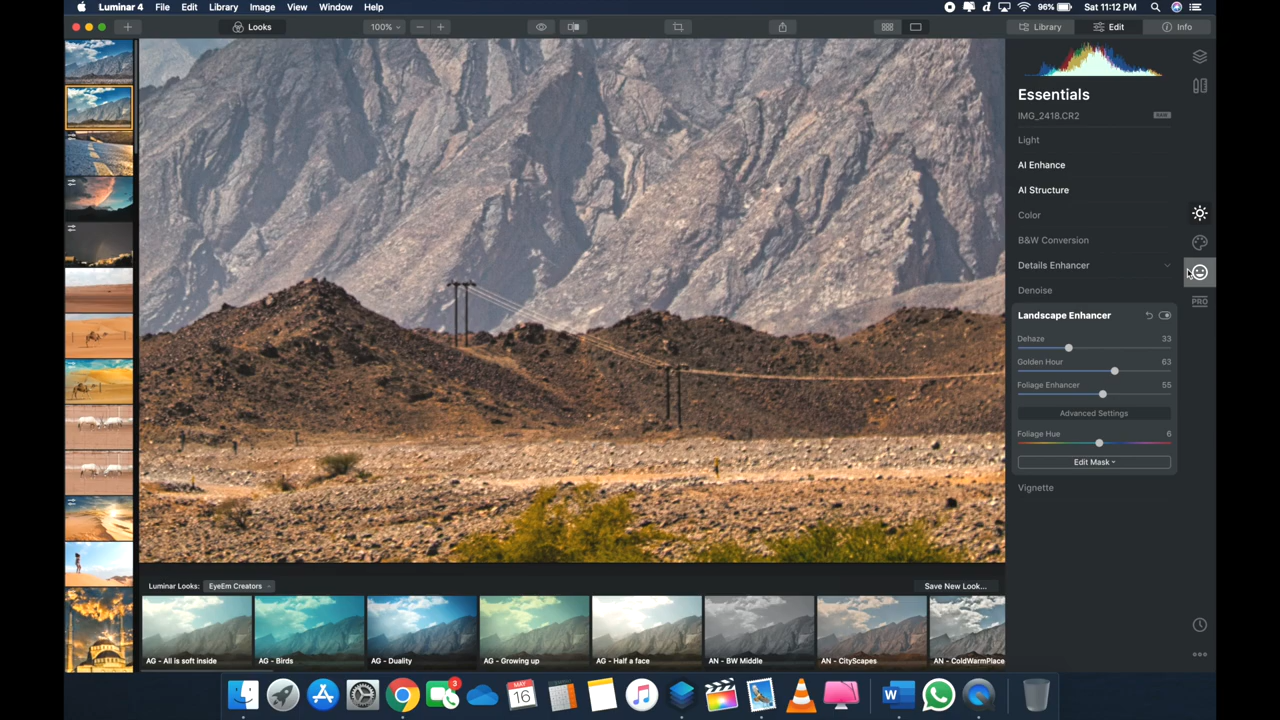 Luminar 4 File Edit Library Image View Window Help 96% Sat 11:12 PM
Looks 100% Library Edit Info
Essentials
IMG_2418.CR2 RAW
Light
AI Enhance
AI Structure
Color
B&W Conversion
Details Enhancer
Denoise
PRO
Landscape Enhancer
Dehaze 33
Golden Hour 63
Foliage Enhancer 55
Advanced Settings
Foliage Hue 6
Edit Mask
Vignette
Luminar Looks: EyeEm Creators Save New Look...
AG - All is soft inside AG - Birds AG - Duality AG - Growing up AG - Half a face AN - BW Middle AN - CityScapes AN - ColdWarmPlace
3
MAY
16